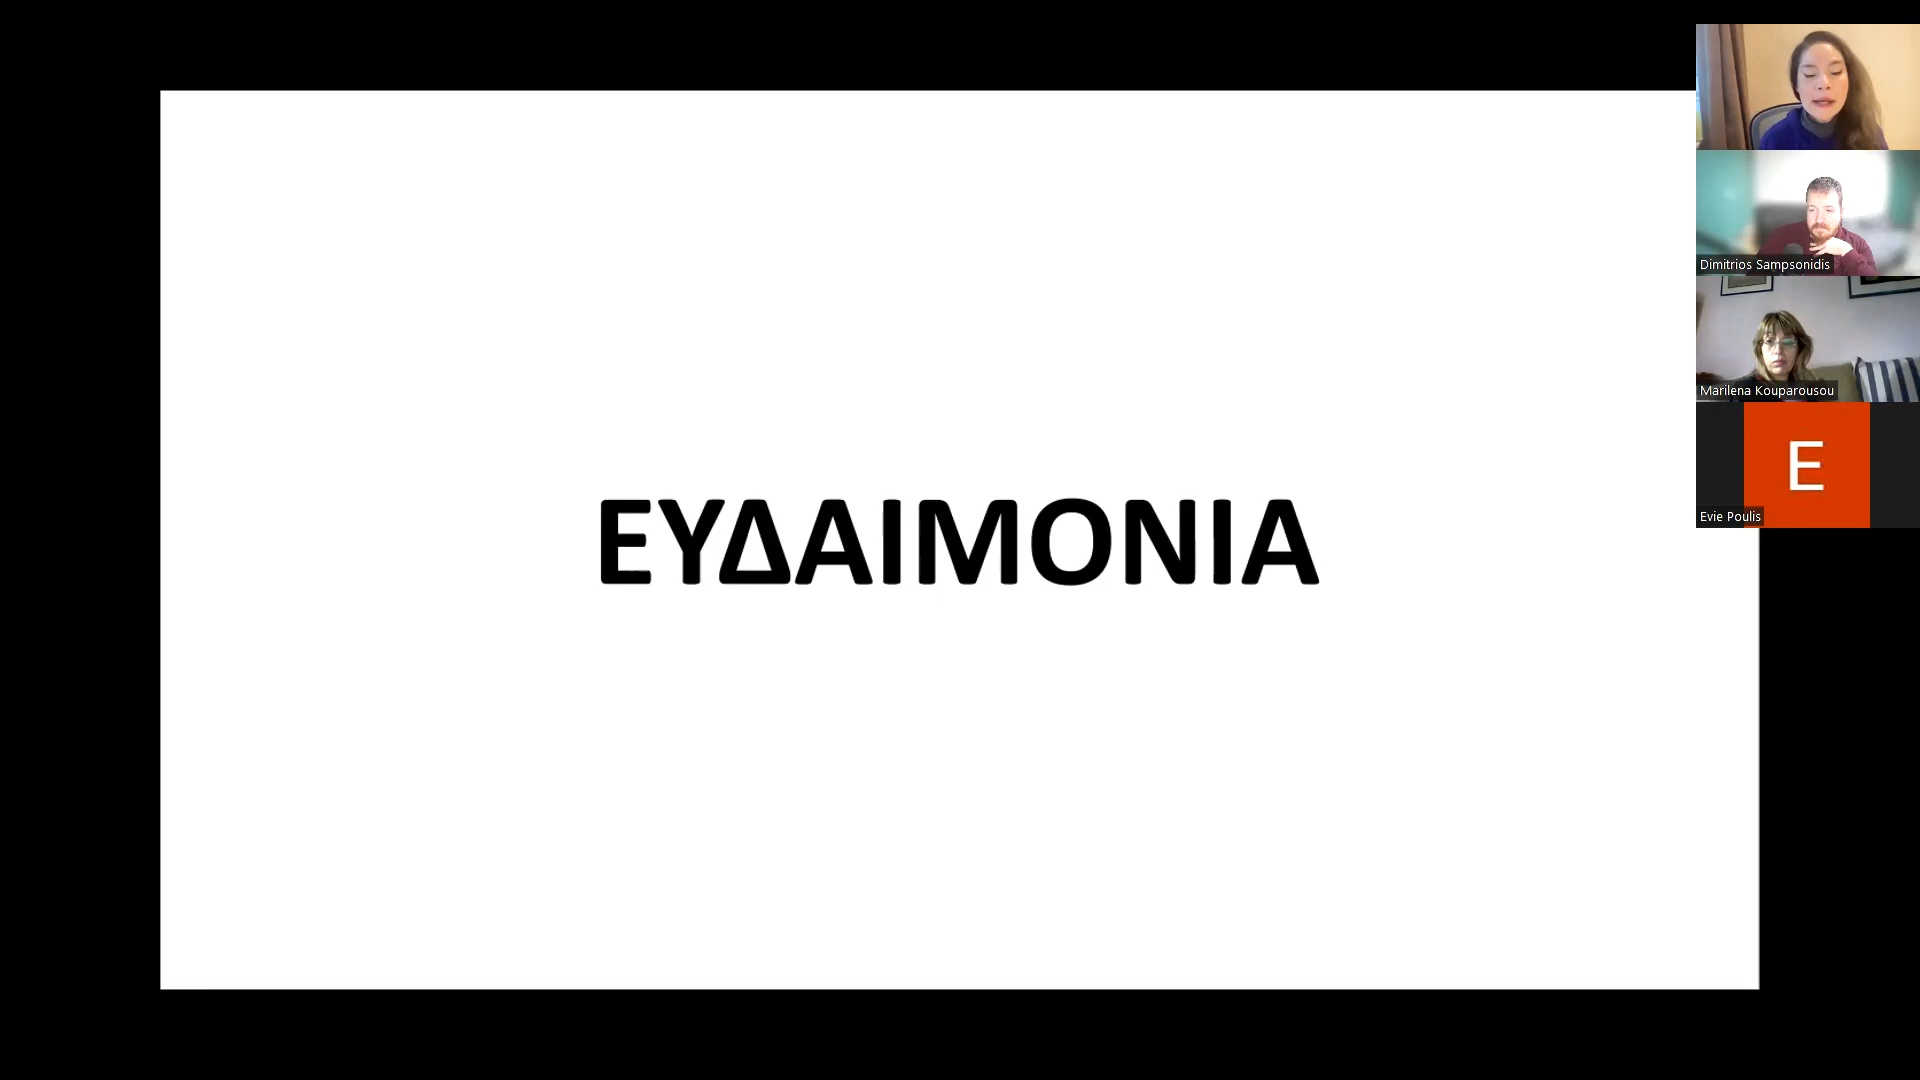 ΕΥΔΑΙΜΟΝΙΑ
Dimitrios Sampsonidis
Marilena Kouparousou
E
Evie Poulis